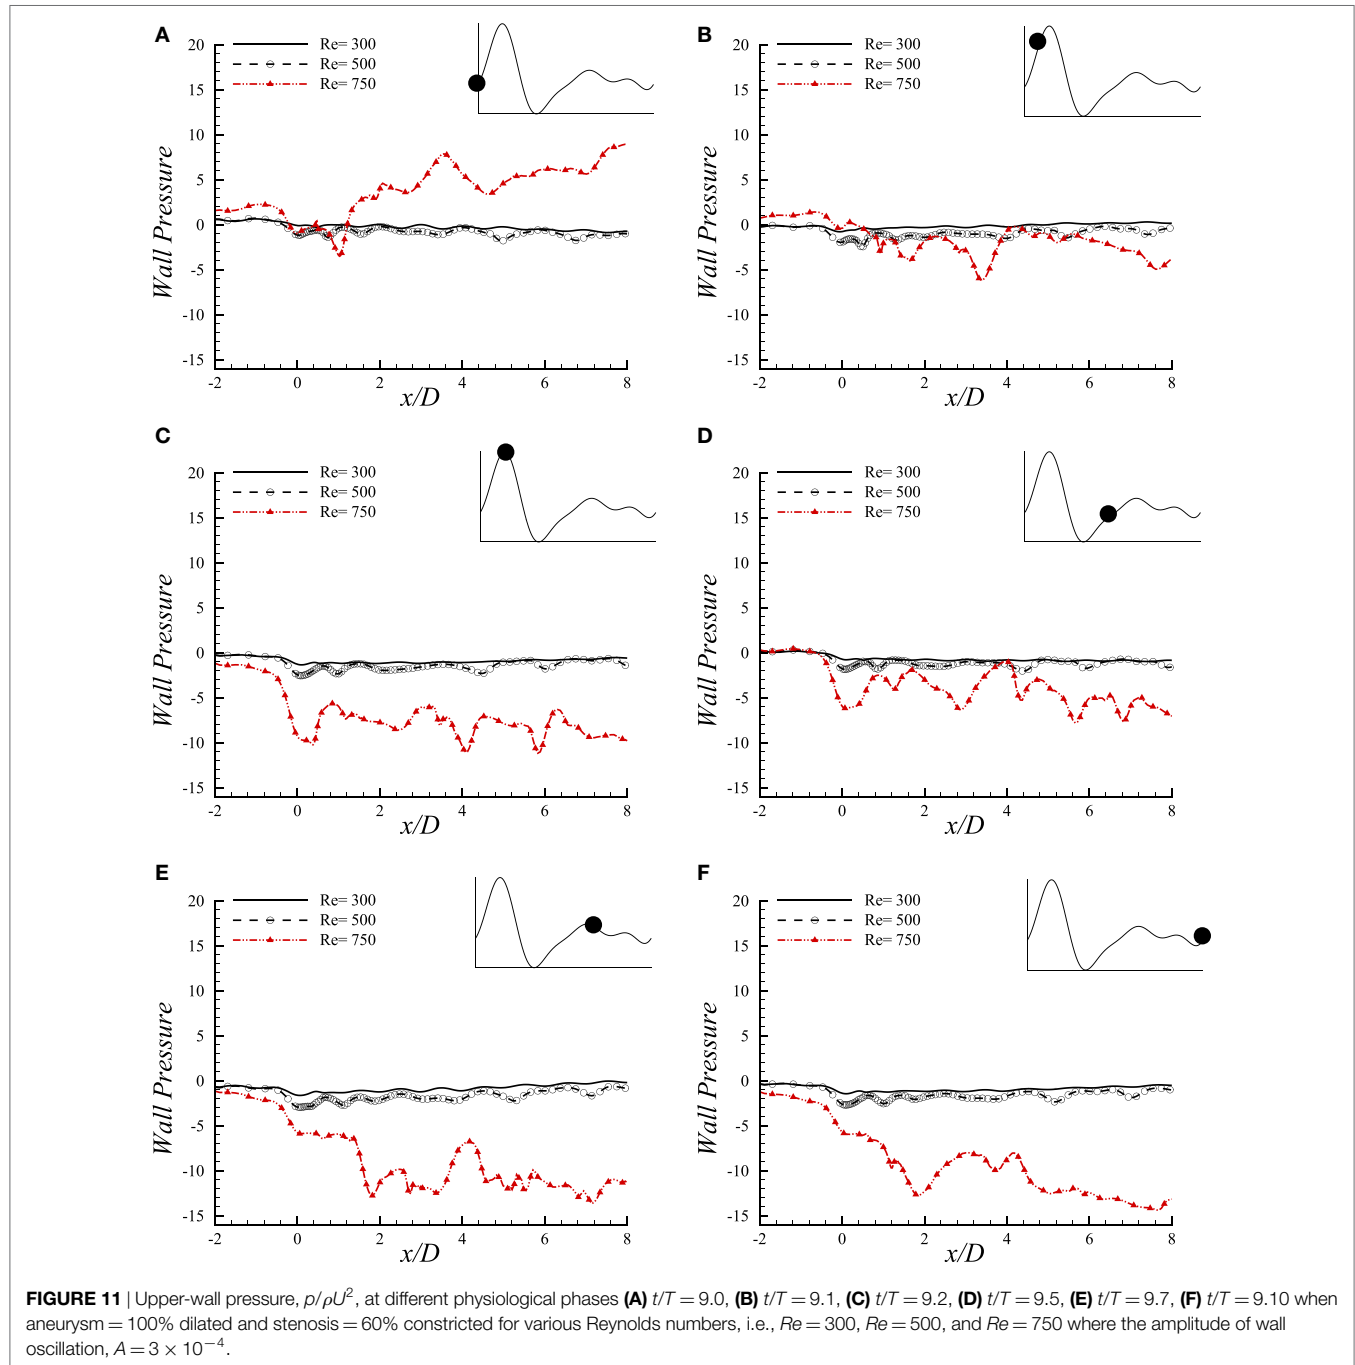 A
Re= 300
Re= 500
Re= 750
20
15
10
5
0
-5
-10
-15
Wall Pressure
-2 0 2 4 6 8
x/D
B
Re= 300
Re= 500
Re= 750
20
15
10
5
0
-5
-10
-15
Wall Pressure
-2 0 2 4 6 8
x/D
C
Re= 300
Re= 500
Re= 750
20
15
10
5
0
-5
-10
-15
Wall Pressure
-2 0 2 4 6 8
x/D
D
Re= 300
Re= 500
Re= 750
20
15
10
5
0
-5
-10
-15
Wall Pressure
-2 0 2 4 6 8
x/D
E
Re= 300
Re= 500
Re= 750
20
15
10
5
0
-5
-10
-15
Wall Pressure
-2 0 2 4 6 8
x/D
F
Re= 300
Re= 500
Re= 750
20
15
10
5
0
-5
-10
-15
Wall Pressure
-2 0 2 4 6 8
x/D
FIGURE 11 | Upper-wall pressure, p/ρU², at different physiological phases (A) t/T = 9.0, (B) t/T = 9.1, (C) t/T = 9.2, (D) t/T = 9.5, (E) t/T = 9.7, (F) t/T = 9.10 when
aneurysm = 100% dilated and stenosis = 60% constricted for various Reynolds numbers, i.e., Re = 300, Re = 500, and Re = 750 where the amplitude of wall
oscillation, A = 3 × 10⁻⁴.